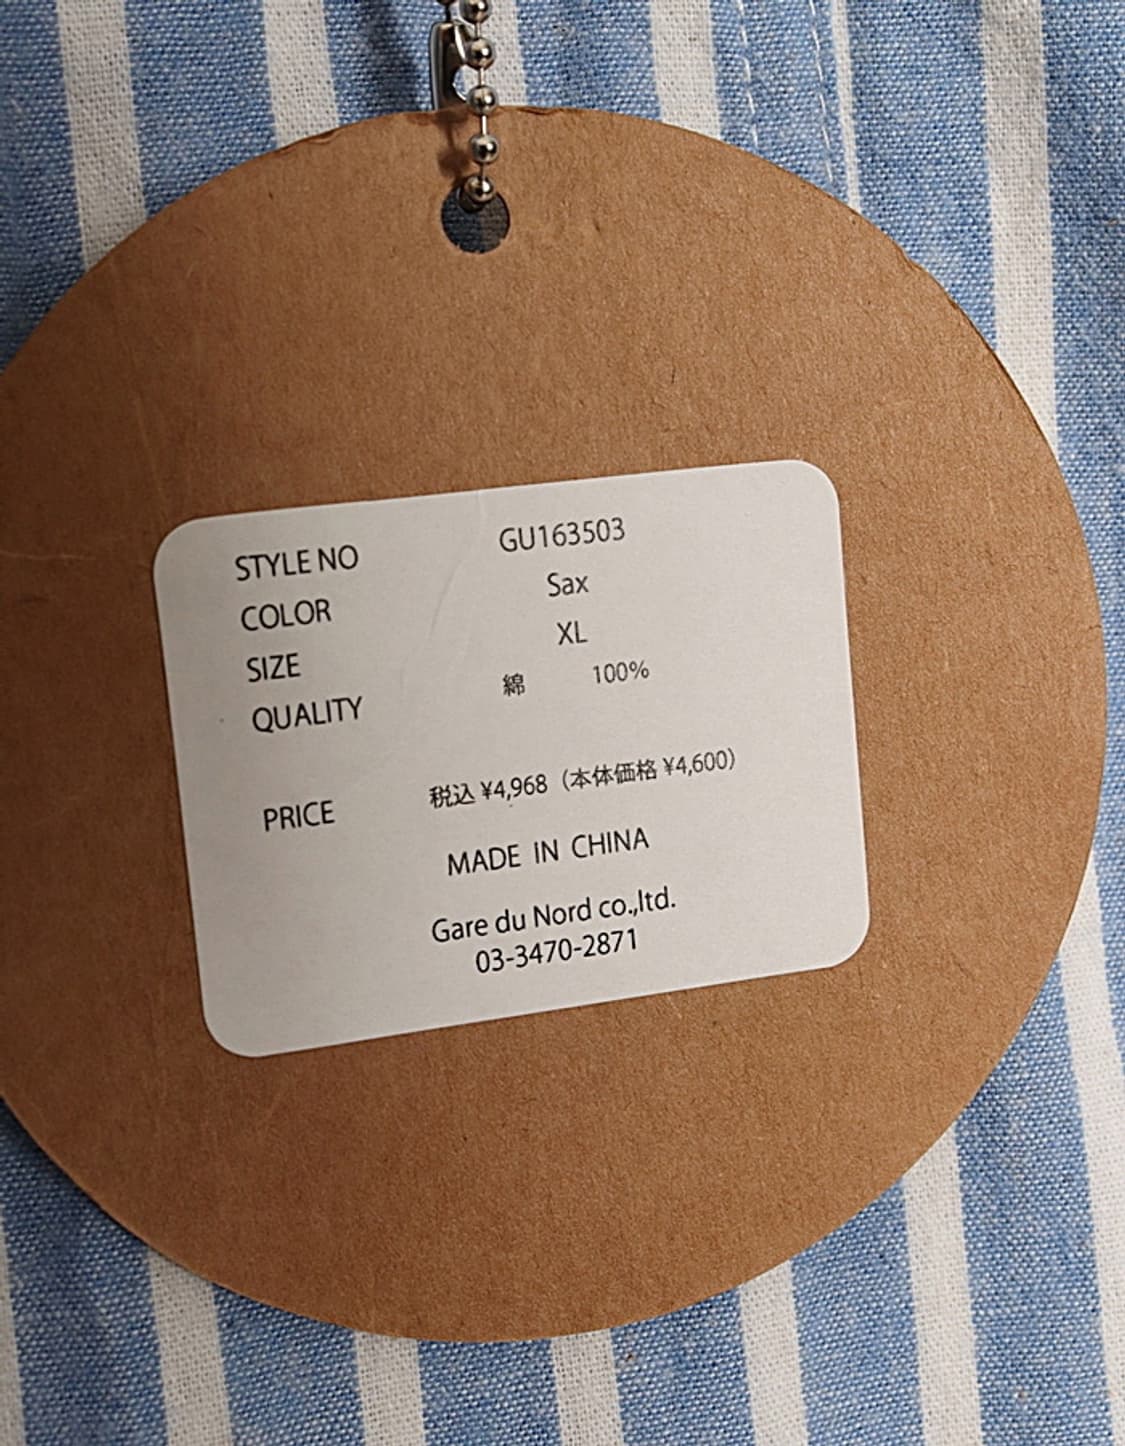 STYLE NO GU163503
COLOR Sax
SIZE XL
QUALITY 綿 100%
PRICE 税込 ¥4,968（本体価格 ¥4,600）
MADE IN CHINA
Gare du Nord co.,ltd.
03-3470-2871